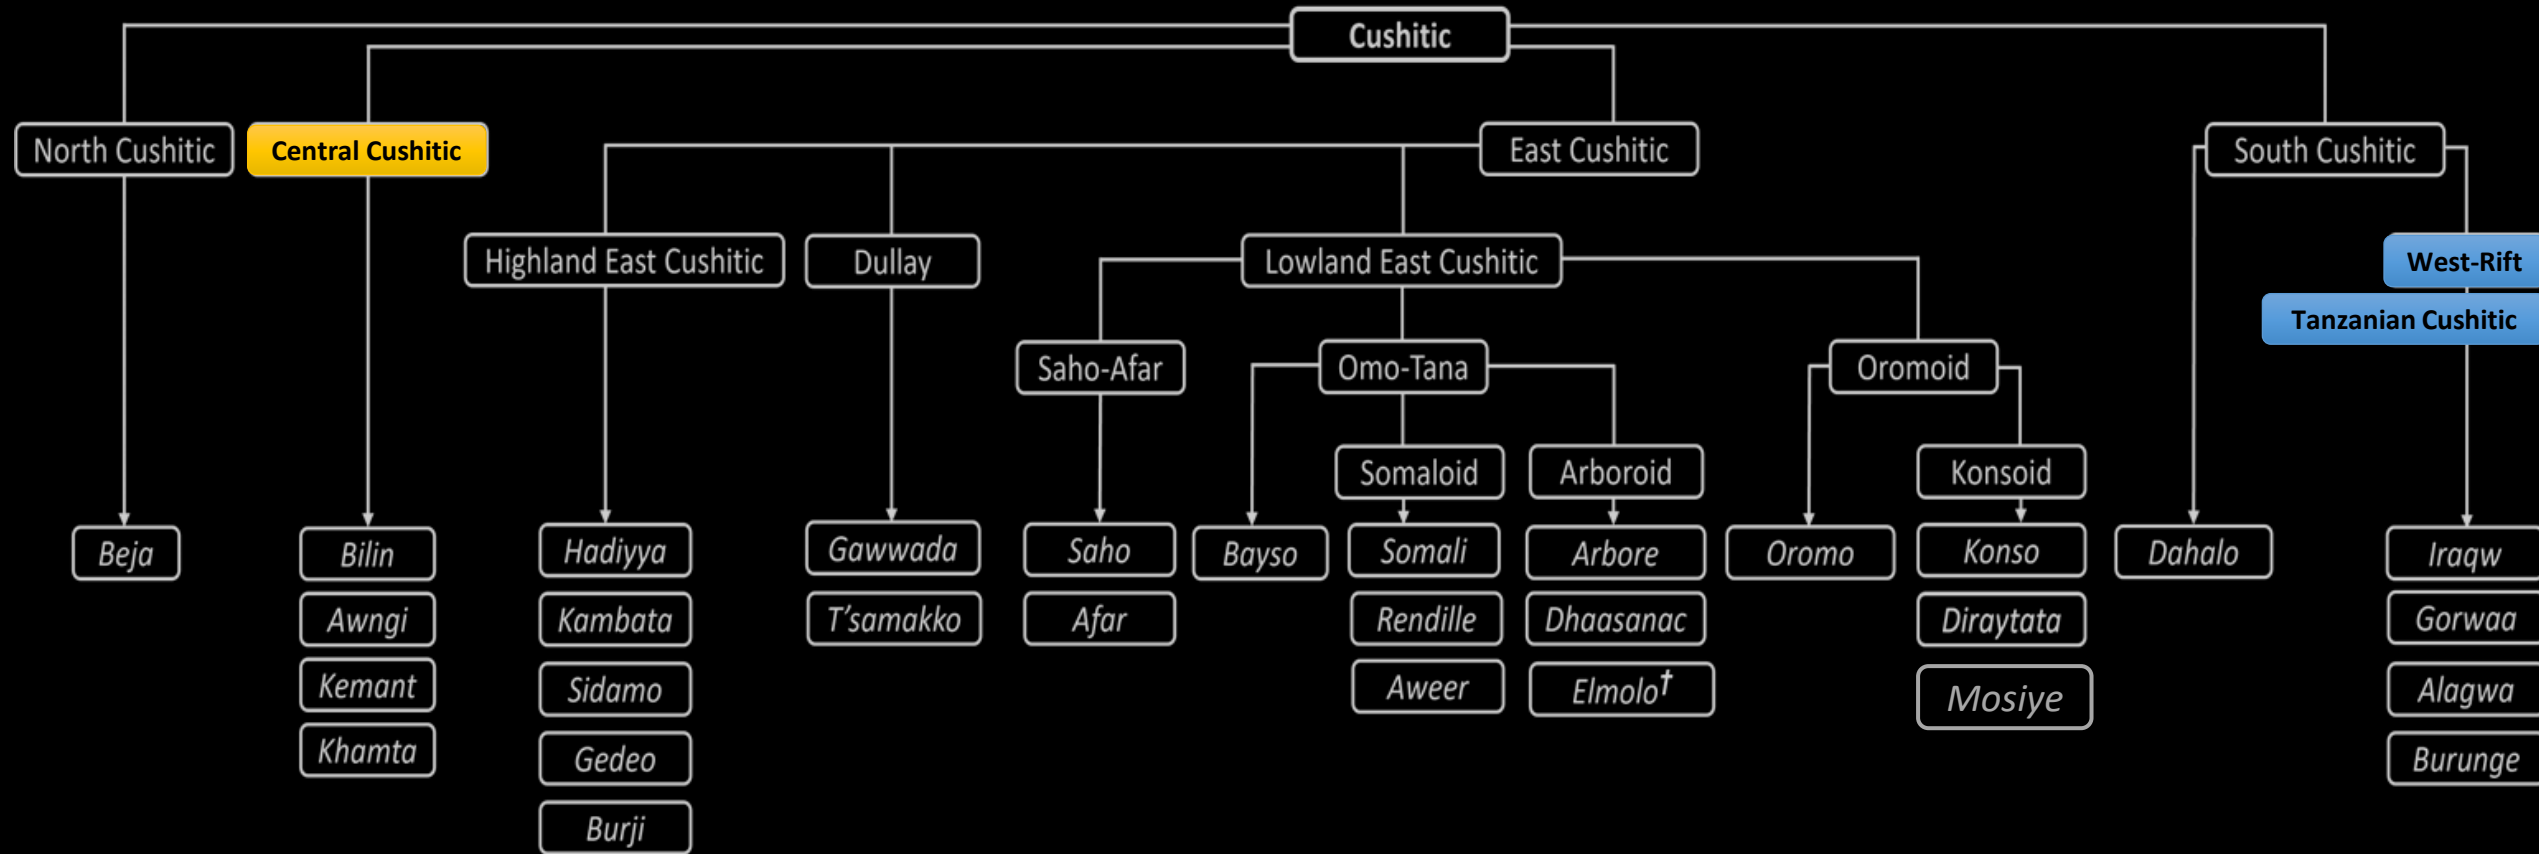 Cushitic
North Cushitic
Central Cushitic
East Cushitic
South Cushitic
Highland East Cushitic
Dullay
Lowland East Cushitic
West-Rift
Tanzanian Cushitic
Saho-Afar
Omo-Tana
Oromoid
Somaloid
Arboroid
Konsoid
Beja
Bilin
Awngi
Kemant
Khamta
Hadiyya
Kambata
Sidamo
Gedeo
Burji
Gawwada
T'samakko
Saho
Afar
Bayso
Somali
Rendille
Aweer
Arbore
Dhaasanac
Elmolo†
Oromo
Konso
Diraytata
Mosiye
Dahalo
Iraqw
Gorwaa
Alagwa
Burunge